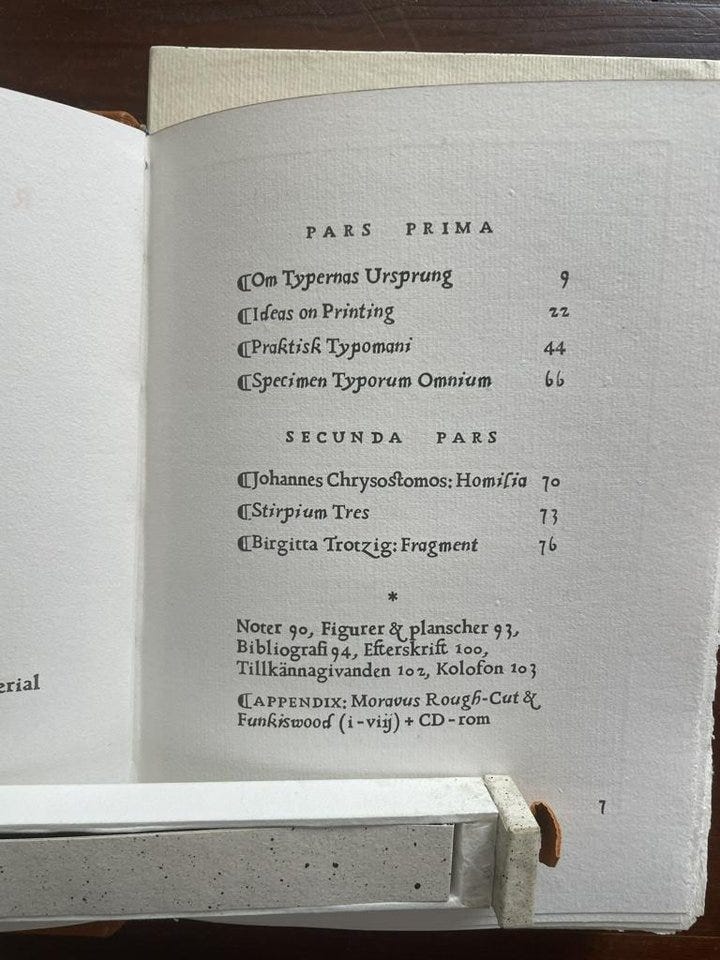 PARS PRIMA
⸿Om Typernas Ursprung 9
⸿Ideas on Printing 22
⸿Praktisk Typomani 44
⸿Specimen Typorum Omnium 66
SECUNDA PARS
⸿Johannes Chrysostomos: Homilia 70
⸿Stirpium Tres 73
⸿Birgitta Trotzig: Fragment 76
*
Noter 90, Figurer & planscher 93,
Bibliografi 94, Efterskrift 100,
Tillkännagivanden 102, Kolofon 103
⸿APPENDIX: Moravus Rough-Cut &
Funkiswood (i-vij) + CD-rom
7